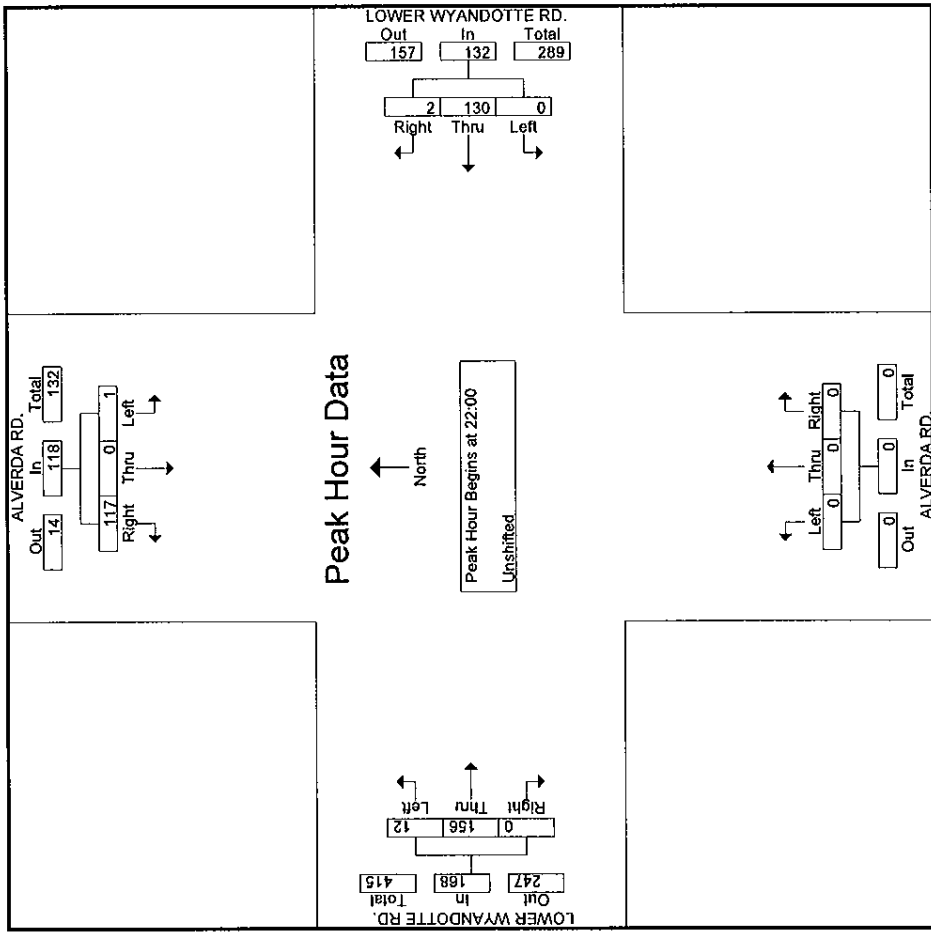 LOWER WYANDOTTE RD.
Out In Total
157 132 289
2 130 0
Right Thru Left
ALVERDA RD.
Out In Total
14 118 132
117 0 1
Right Thru Left
Peak Hour Data
North
Peak Hour Begins at 22:00
Unshifted
Left Thru Right
0 0 0
0 0 0
Out In Total
ALVERDA RD.
Left Thru Right
12 156 0
415 168 247
Total In Out
LOWER WYANDOTTE RD.